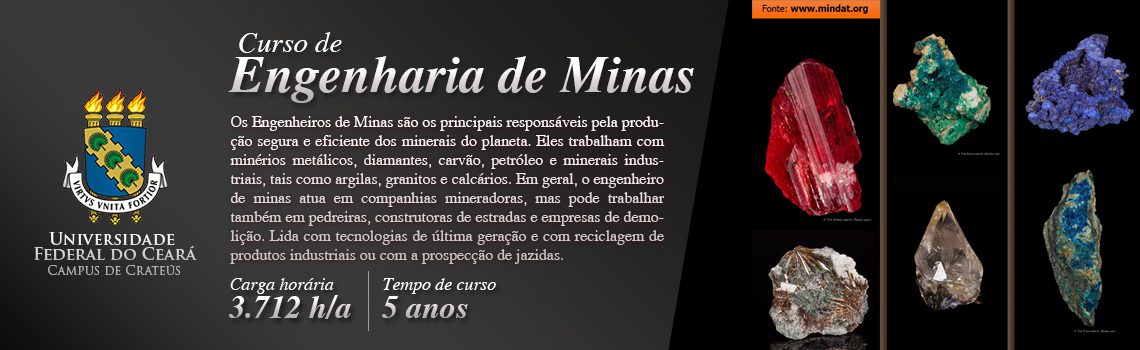 Fonte: www.mindat.org
Curso de
Engenharia de Minas
Os Engenheiros de Minas são os principais responsáveis pela produ-
ção segura e eficiente dos minerais do planeta. Eles trabalham com
minérios metálicos, diamantes, carvão, petróleo e minerais indus-
triais, tais como argilas, granitos e calcários. Em geral, o engenheiro
de minas atua em companhias mineradoras, mas pode trabalhar
também em pedreiras, construtoras de estradas e empresas de demo-
lição. Lida com tecnologias de última geração e com reciclagem de
produtos industriais ou com a prospecção de jazidas.
Carga horária
3.712 h/a
Tempo de curso
5 anos
VIRTVS VNITA FORTIOR
UNIVERSIDADE
FEDERAL DO CEARÁ
CAMPUS DE CRATEÚS